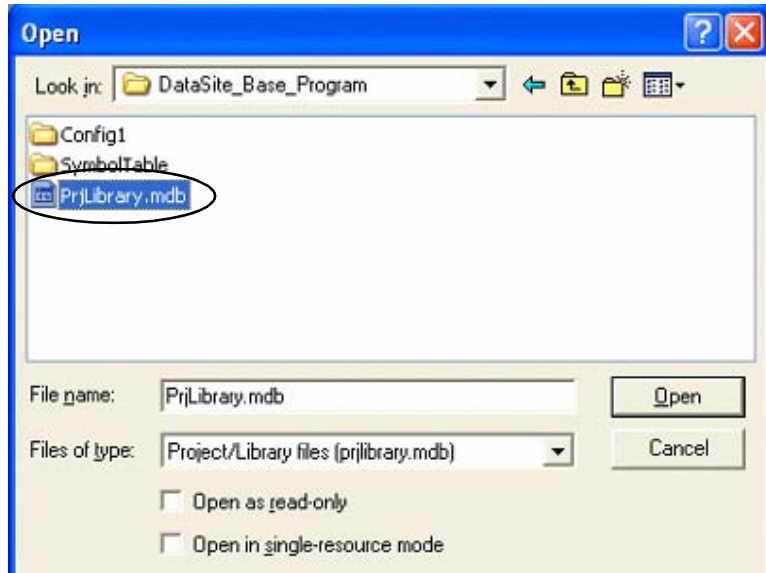 Open
Look in: DataSite_Base_Program
Config1
SymbolTable
PrjLibrary.mdb
File name: PrjLibrary.mdb Open
Files of type: Project/Library files (prjlibrary.mdb) Cancel
Open as read-only
Open in single-resource mode